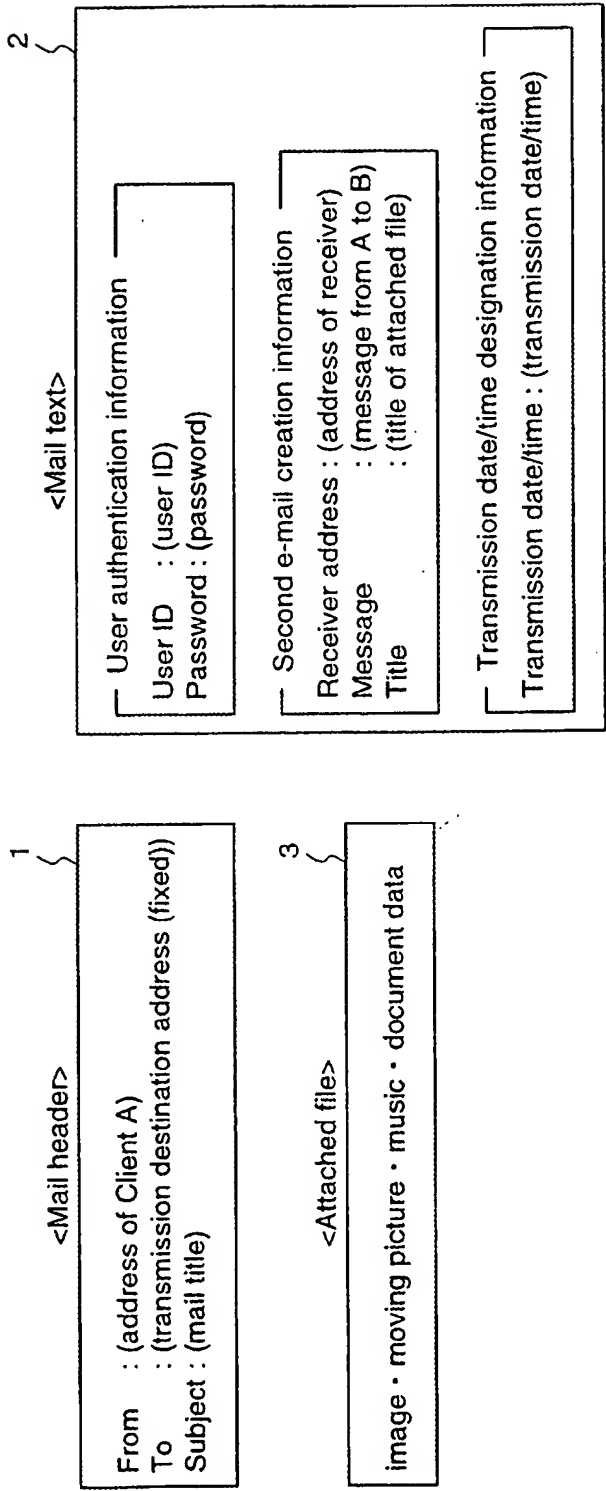 <Mail header>
1
From : (address of Client A)
To : (transmission destination address (fixed))
Subject : (mail title)
<Attached file>
3
image・moving picture・music・document data
<Mail text>
2
User authentication information
User ID : (user ID)
Password : (password)
Second e-mail creation information
Receiver address : (address of receiver)
Message : (message from A to B)
Title : (title of attached file)
Transmission date/time designation information
Transmission date/time : (transmission date/time)